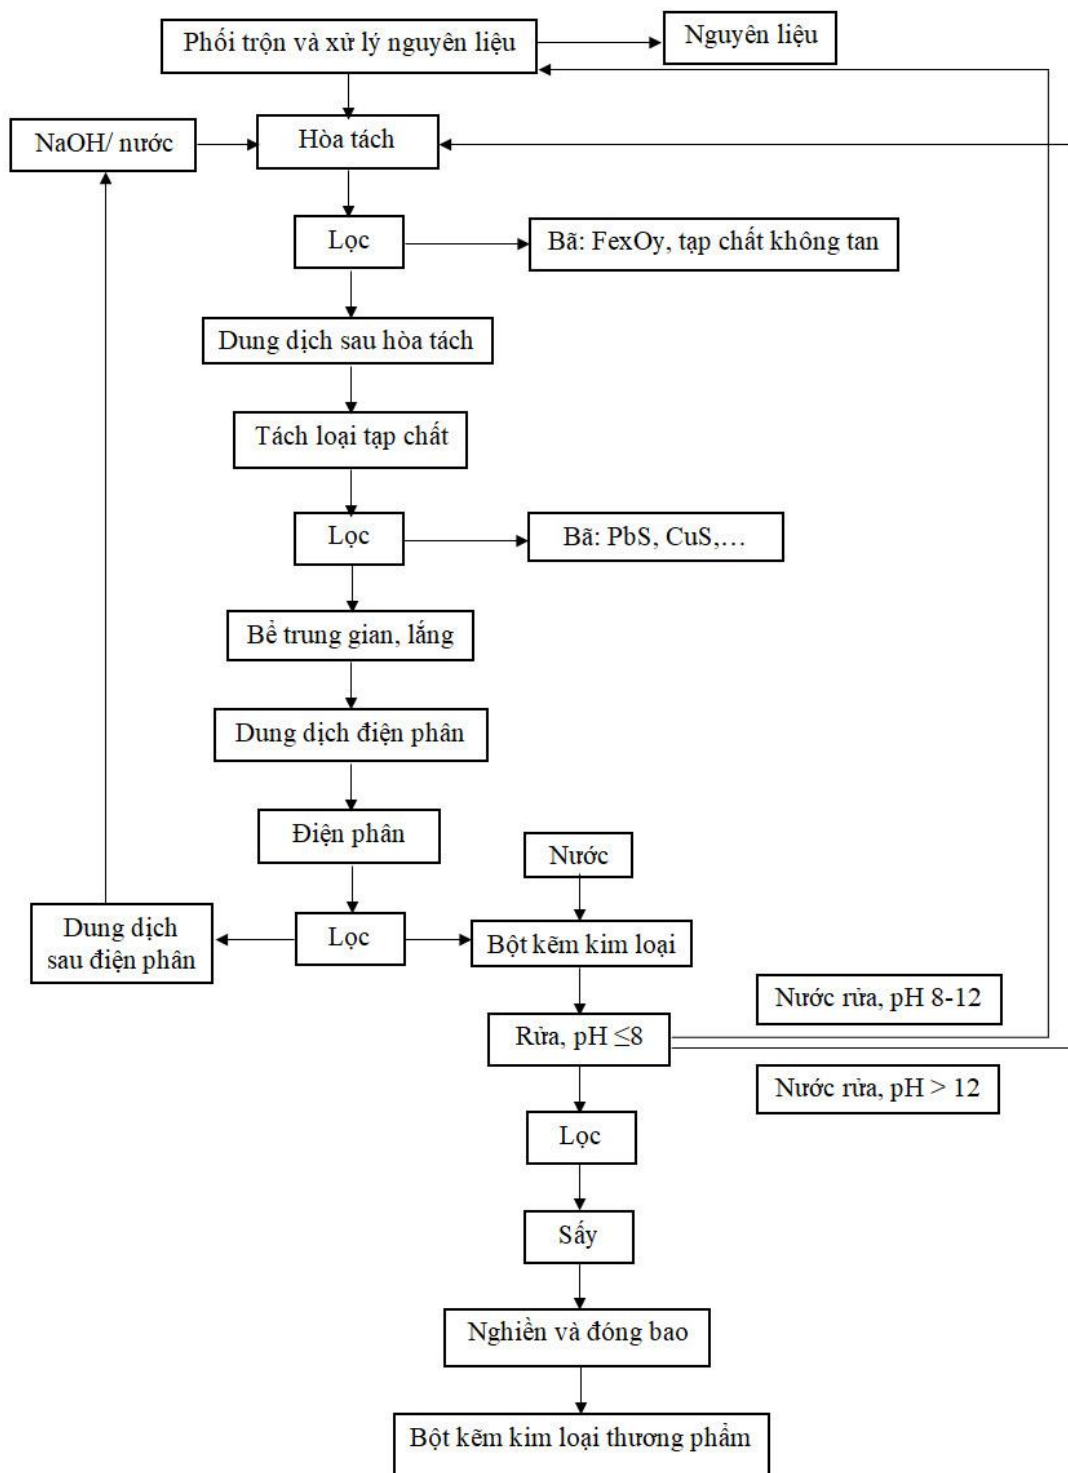 Phối trộn và xử lý nguyên liệu
Nguyên liệu
NaOH/ nước
Hòa tách
Lọc
Bã: FexOy, tạp chất không tan
Dung dịch sau hòa tách
Tách loại tạp chất
Lọc
Bã: PbS, CuS,…
Bể trung gian, lắng
Dung dịch điện phân
Điện phân
Nước
Dung dịch
sau điện phân
Lọc
Bột kẽm kim loại
Nước rửa, pH 8-12
Rửa, pH ≤8
Nước rửa, pH > 12
Lọc
Sấy
Nghiền và đóng bao
Bột kẽm kim loại thương phẩm